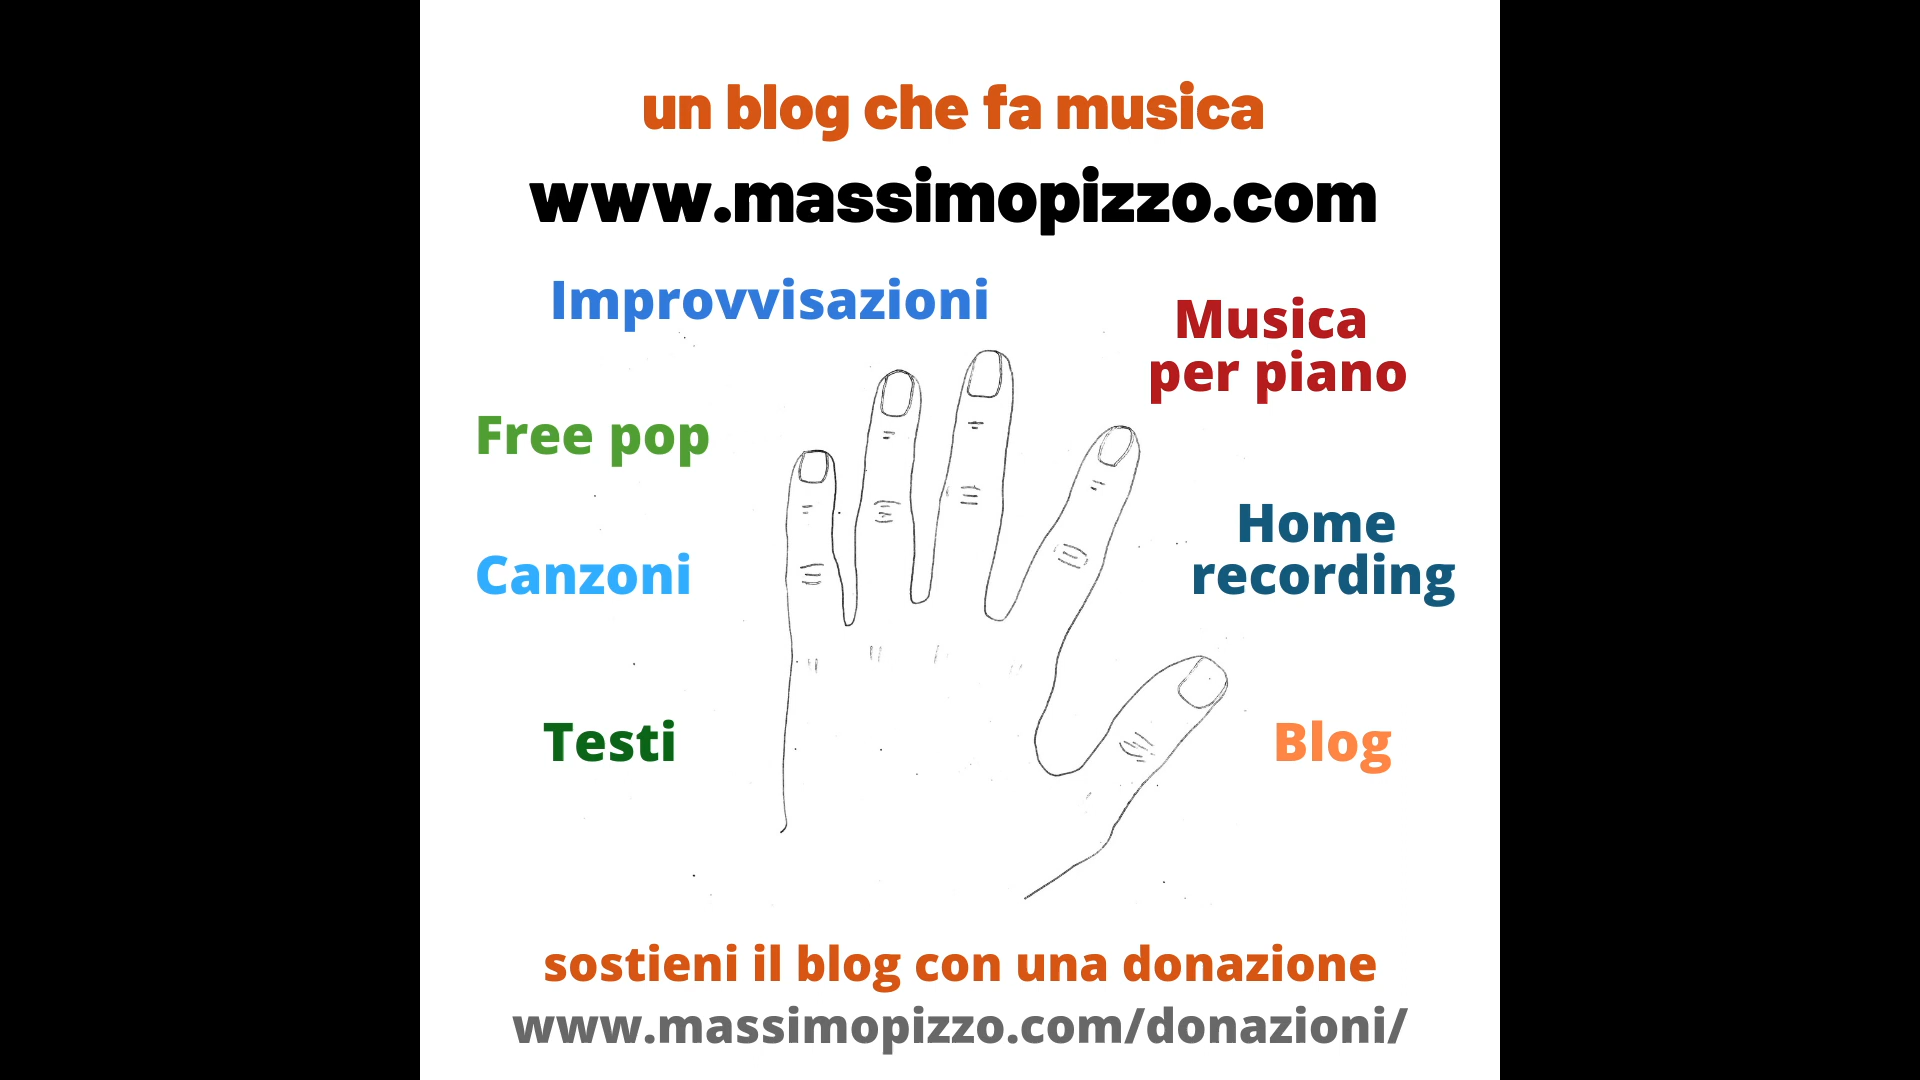 un blog che fa musica
www.massimopizzo.com
Improvvisazioni
Musica
per piano
Free pop
Home
recording
Canzoni
Testi
Blog
sostieni il blog con una donazione
www.massimopizzo.com/donazioni/